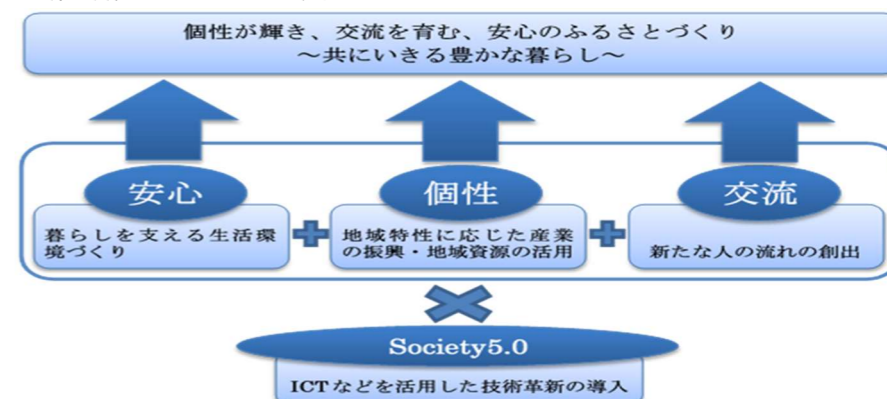 個性が輝き、交流を育む、安心のふるさとづくり
～共にいきる豊かな暮らし～
安心
暮らしを支える生活環
境づくり
個性
地域特性に応じた産業
の振興・地域資源の活用
交流
新たな人の流れの創出
Society5.0
ICTなどを活用した技術革新の導入